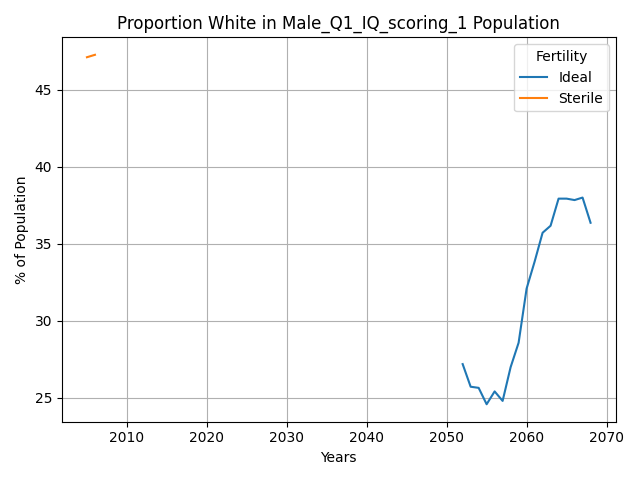 Proportion White in Male_Q1_IQ_scoring_1 Population
Fertility
Ideal
Sterile
% of Population
45
40
35
30
25
2010 2020 2030 2040 2050 2060 2070
Years